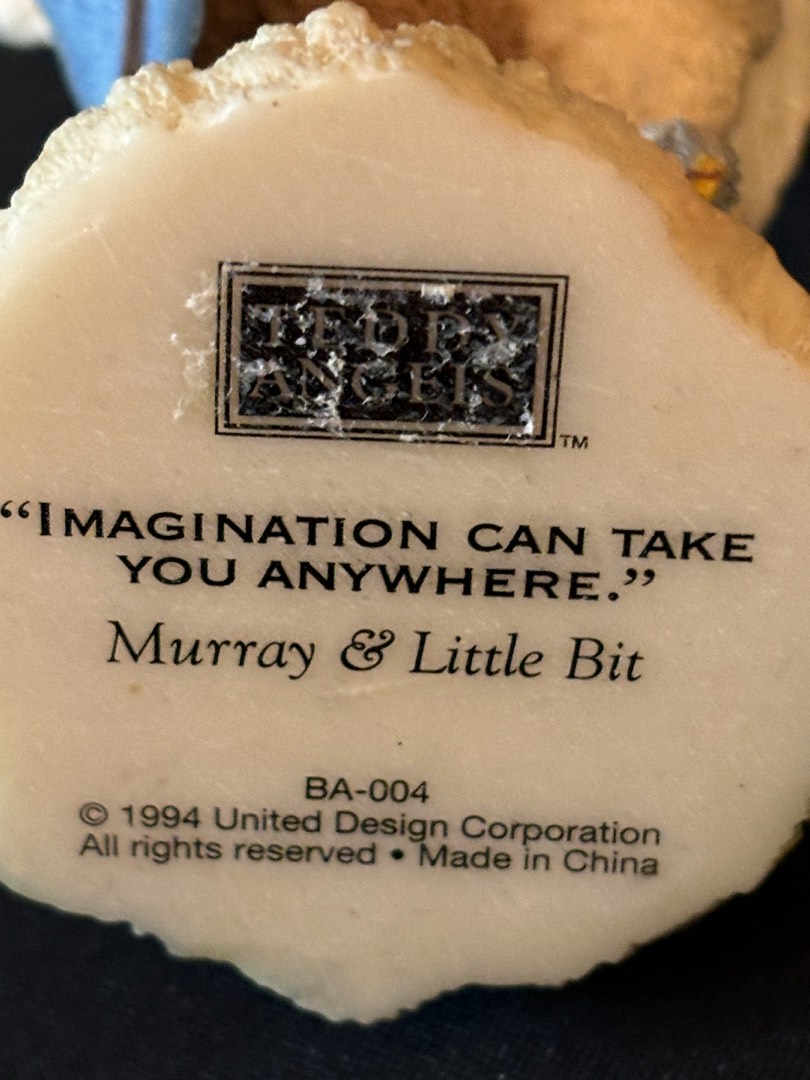 TEDDY
ANGELS
TM
“IMAGINATION CAN TAKE
YOU ANYWHERE.”
Murray & Little Bit
BA-004
© 1994 United Design Corporation
All rights reserved • Made in China